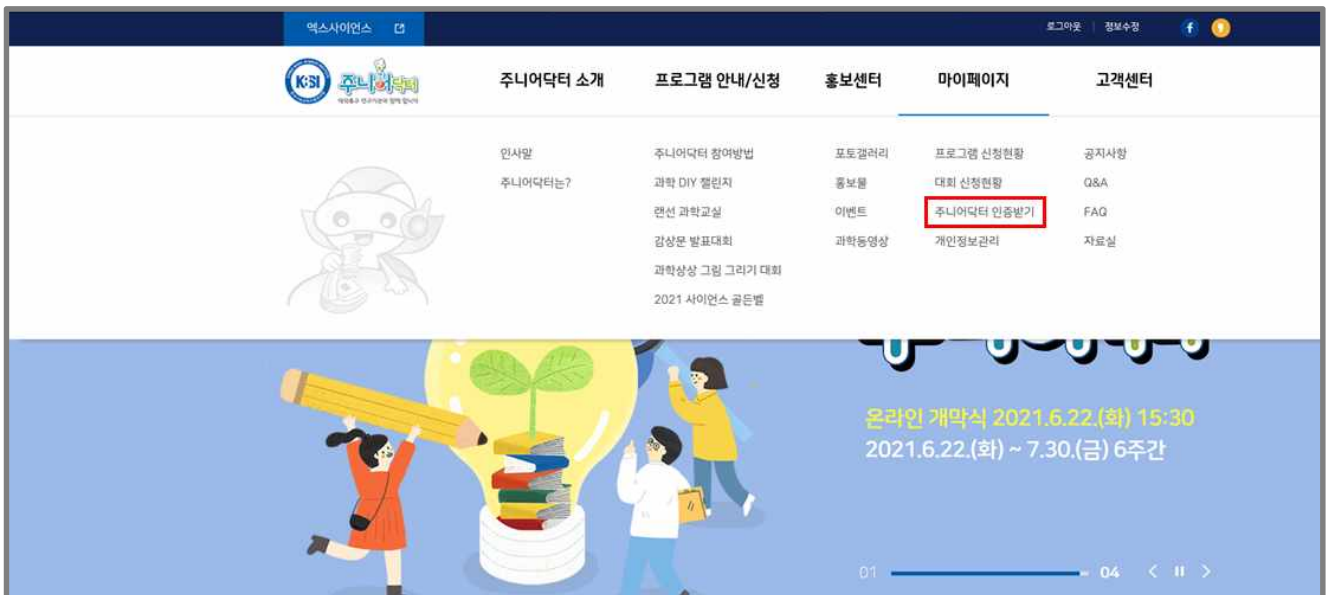 엑스사이언스
로그아웃 | 정보수정
KBSI 주니어닥터
주니어닥터 소개 프로그램 안내/신청 홍보센터 마이페이지 고객센터
인사말 주니어닥터 참여방법 포토갤러리 프로그램 신청현황 공지사항
주니어닥터는? 과학 DIY 챌린지 홍보물 대회 신청현황 Q&A
랜선 과학교실 이벤트 주니어닥터 인증받기 FAQ
감상문 발표대회 과학동영상 개인정보관리 자료실
과학상상 그림 그리기 대회
2021 사이언스 골든벨
온라인 개막식 2021.6.22.(화) 15:30
2021.6.22.(화) ~ 7.30.(금) 6주간
01 04